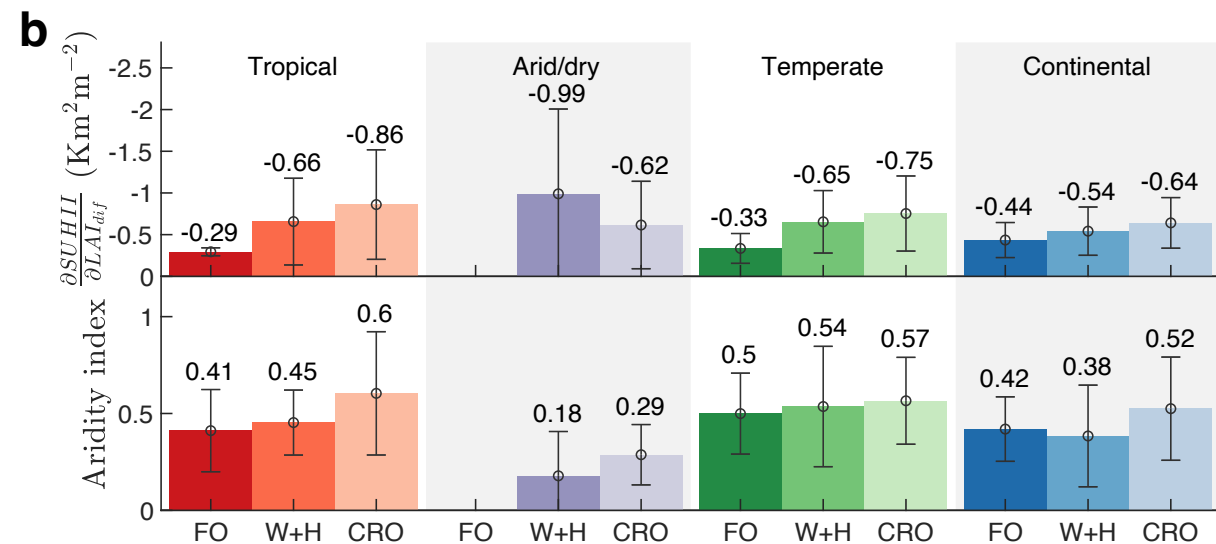 b
Tropical Arid/dry Temperate Continental
∂SUHII/∂LAI_dif (Km²m⁻²)
-2.5
-2
-1.5
-1
-0.5
0
-0.29 -0.66 -0.86 -0.99 -0.62 -0.33 -0.65 -0.75 -0.44 -0.54 -0.64
Aridity index
1
0.5
0
0.41 0.45 0.6 0.18 0.29 0.5 0.54 0.57 0.42 0.38 0.52
FO W+H CRO FO W+H CRO FO W+H CRO FO W+H CRO